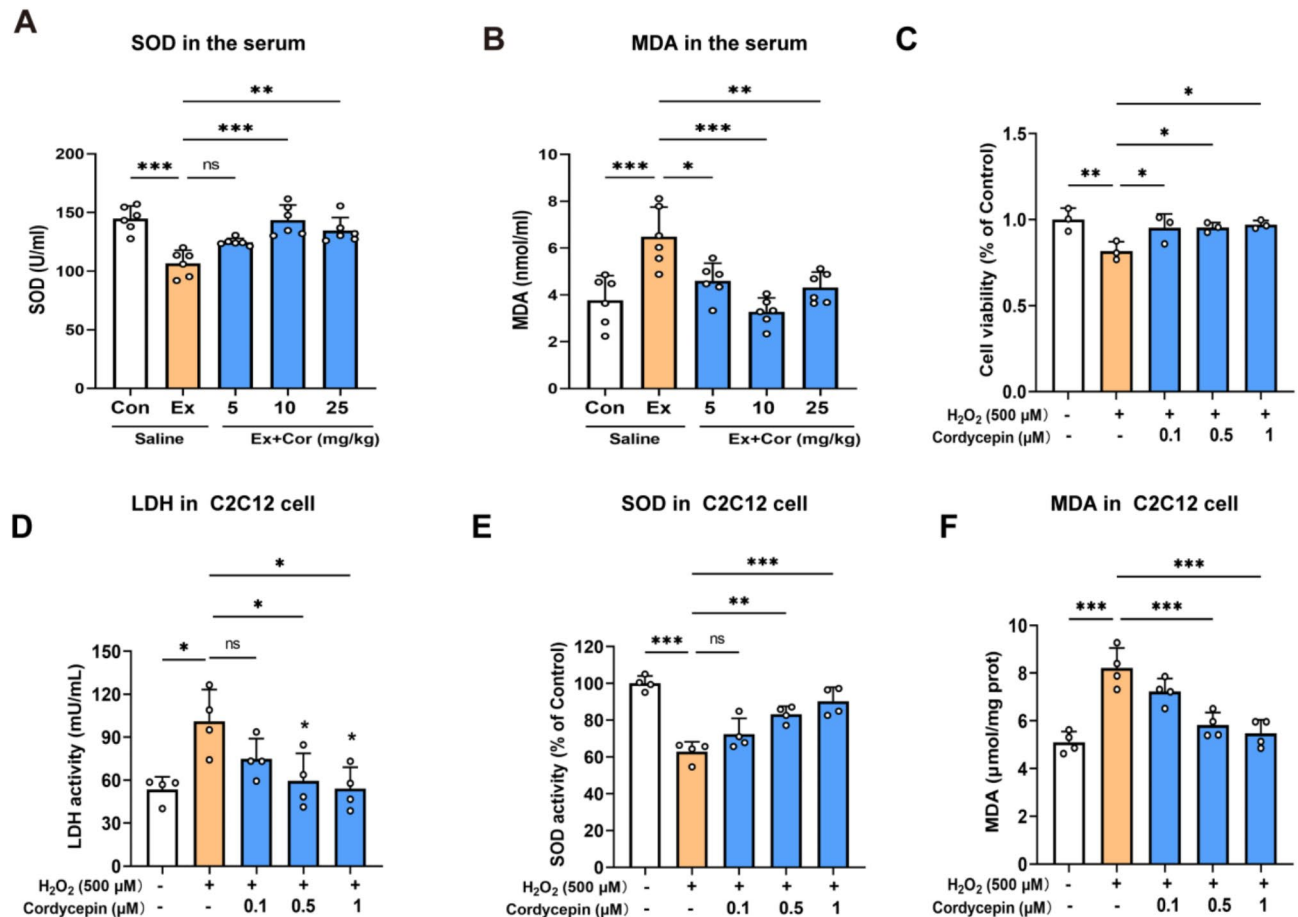 A
SOD in the serum
**
***
*** ns
SOD (U/ml)
200
150
100
50
0
Con Ex 5 10 25
Saline Ex+Cor (mg/kg)
B
MDA in the serum
**
***
*** *
MDA (nmol/ml)
10
8
6
4
2
0
Con Ex 5 10 25
Saline Ex+Cor (mg/kg)
C
*
*
** *
Cell viability (% of Control)
1.5
1.0
0.5
0.0
H₂O₂ (500 μM) - + + + +
Cordycepin (μM) - - 0.1 0.5 1
D
LDH in C2C12 cell
*
*
* ns
* *
LDH activity (mU/mL)
150
120
90
60
30
0
H₂O₂ (500 μM) - + + + +
Cordycepin (μM) - - 0.1 0.5 1
E
SOD in C2C12 cell
***
**
*** ns
SOD activity (% of Control)
120
100
80
60
40
20
0
H₂O₂ (500 μM) - + + + +
Cordycepin (μM) - - 0.1 0.5 1
F
MDA in C2C12 cell
***
*** ***
MDA (μmol/mg prot)
10
8
6
4
2
0
H₂O₂ (500 μM) - + + + +
Cordycepin (μM) - - 0.1 0.5 1